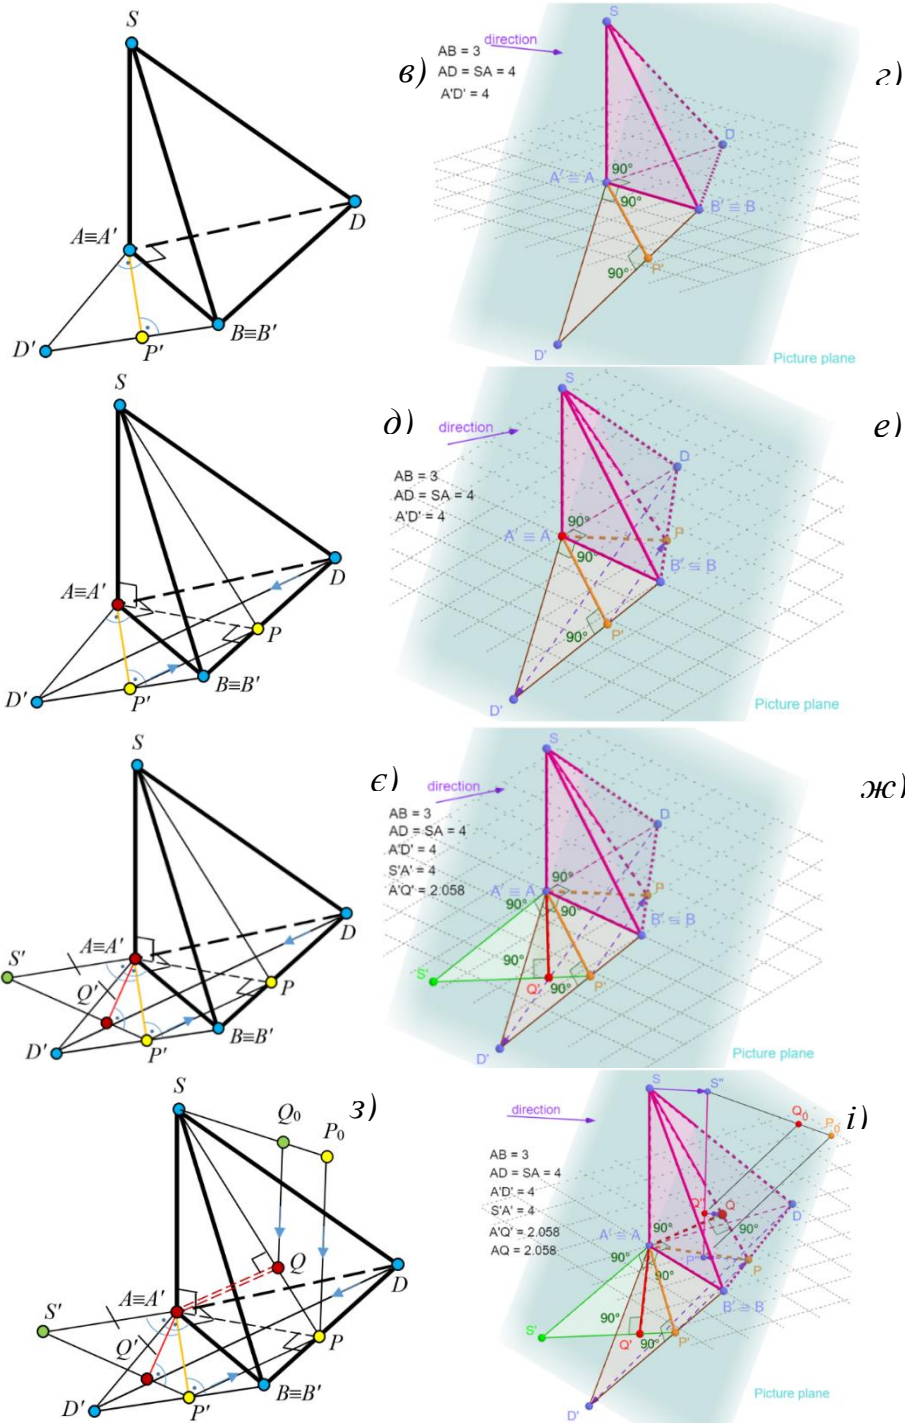 S
A≡A'
D
D'
P'
B≡B'
в)
direction
AB = 3
AD = SA = 4
A'D' = 4
S
D
90°
A' ≡ A
90°
B' ≡ B
90°
P'
D'
Picture plane
г)
S
A≡A'
D
P
D'
P'
B≡B'
д)
direction
AB = 3
AD = SA = 4
A'D' = 4
S
D
90°
A' ≡ A
P
90°
B' ≡ B
90°
P'
D'
Picture plane
е)
S
A≡A'
D
S'
Q'
P
D'
P'
B≡B'
є)
direction
AB = 3
AD = SA = 4
A'D' = 4
S'A' = 4
A'Q' = 2.058
S
D
90°
A' ≡ A
P
90°
90°
B' ≡ B
90°
S'
Q'
90°
P'
D'
Picture plane
ж)
S
Q₀
P₀
Q
D
A≡A'
S'
Q'
P
D'
P'
B≡B'
з)
direction
AB = 3
AD = SA = 4
A'D' = 4
S'A' = 4
A'Q' = 2.058
AQ = 2.058
S
S"
Q₀
P₀
Q"
Q
D
90°
90°
A' ≡ A
90°
P"
P
90°
B' ≡ B
S'
90°
Q'
90°
P'
D'
Picture plane
і)